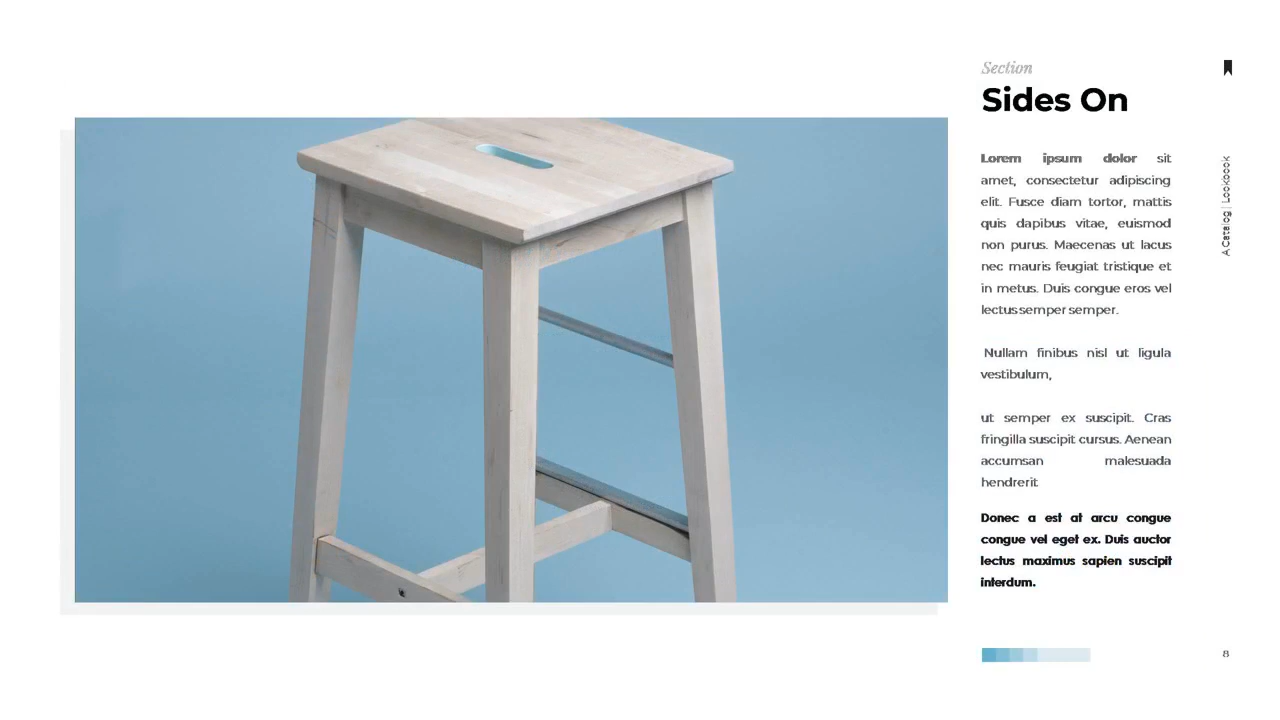 Section
Sides On
Lorem ipsum dolor sit
amet, consectetur adipiscing
elit. Fusce diam tortor, mattis
quis dapibus vitae, euismod
non purus. Maecenas ut lacus
nec mauris feugiat tristique et
in metus. Duis congue eros vel
lectus semper semper.
Nullam finibus nisl ut ligula
vestibulum,
ut semper ex suscipit. Cras
fringilla suscipit cursus. Aenean
accumsan malesuada
hendrerit
Donec a est at arcu congue
congue vel eget ex. Duis auctor
lectus maximus sapien suscipit
interdum.
A Catalog | Lookbook
8